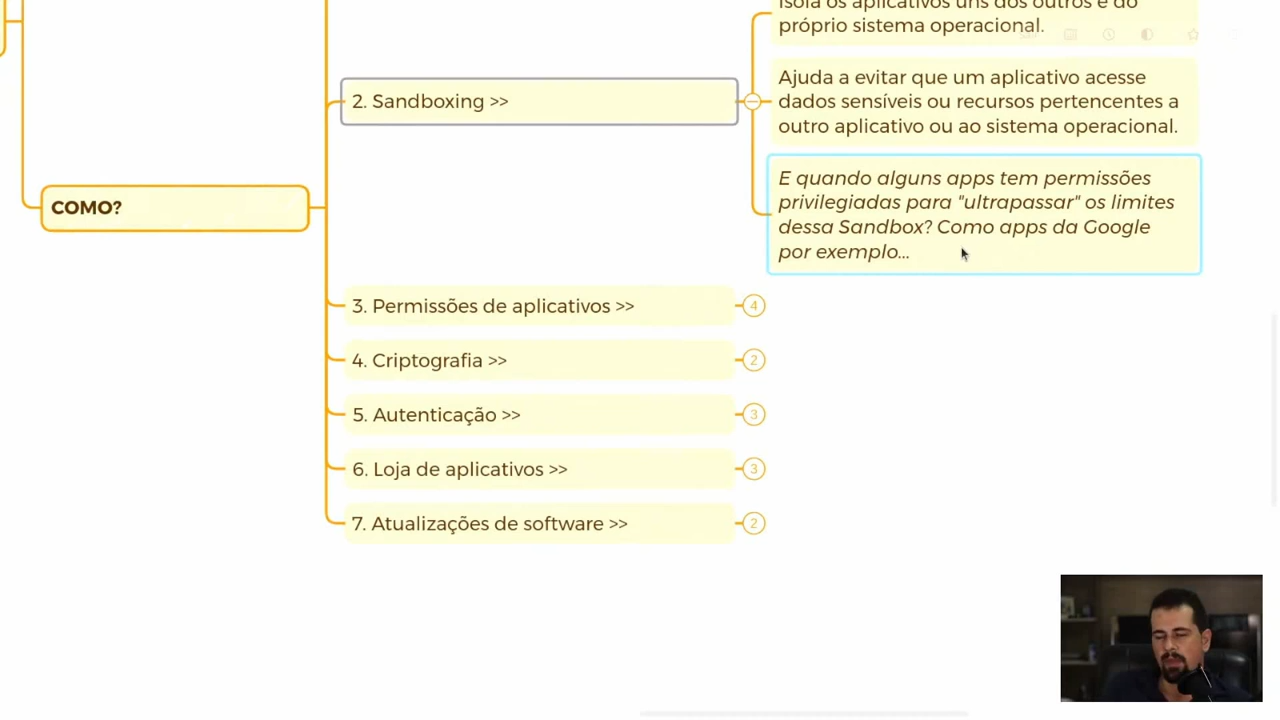 Isola os aplicativos uns dos outros e do
próprio sistema operacional.
2. Sandboxing >>
Ajuda a evitar que um aplicativo acesse
dados sensíveis ou recursos pertencentes a
outro aplicativo ou ao sistema operacional.
COMO?
E quando alguns apps tem permissões
privilegiadas para "ultrapassar" os limites
dessa Sandbox? Como apps da Google
por exemplo...
3. Permissões de aplicativos >>
4
4. Criptografia >>
2
5. Autenticação >>
3
6. Loja de aplicativos >>
3
7. Atualizações de software >>
2